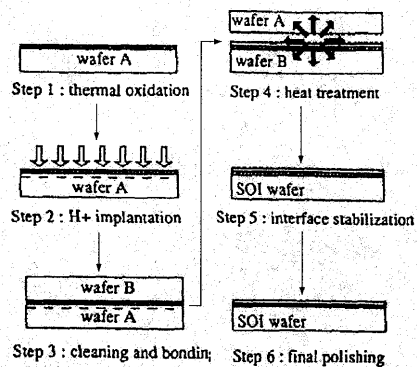 wafer A
Step 1 : thermal oxidation
wafer A
Step 2 : H+ implantation
wafer B
wafer A
Step 3 : cleaning and bondin
wafer A
wafer B
Step 4 : heat treatment
SOI wafer
Step 5 : interface stabilization
SOI wafer
Step 6 : final polishing